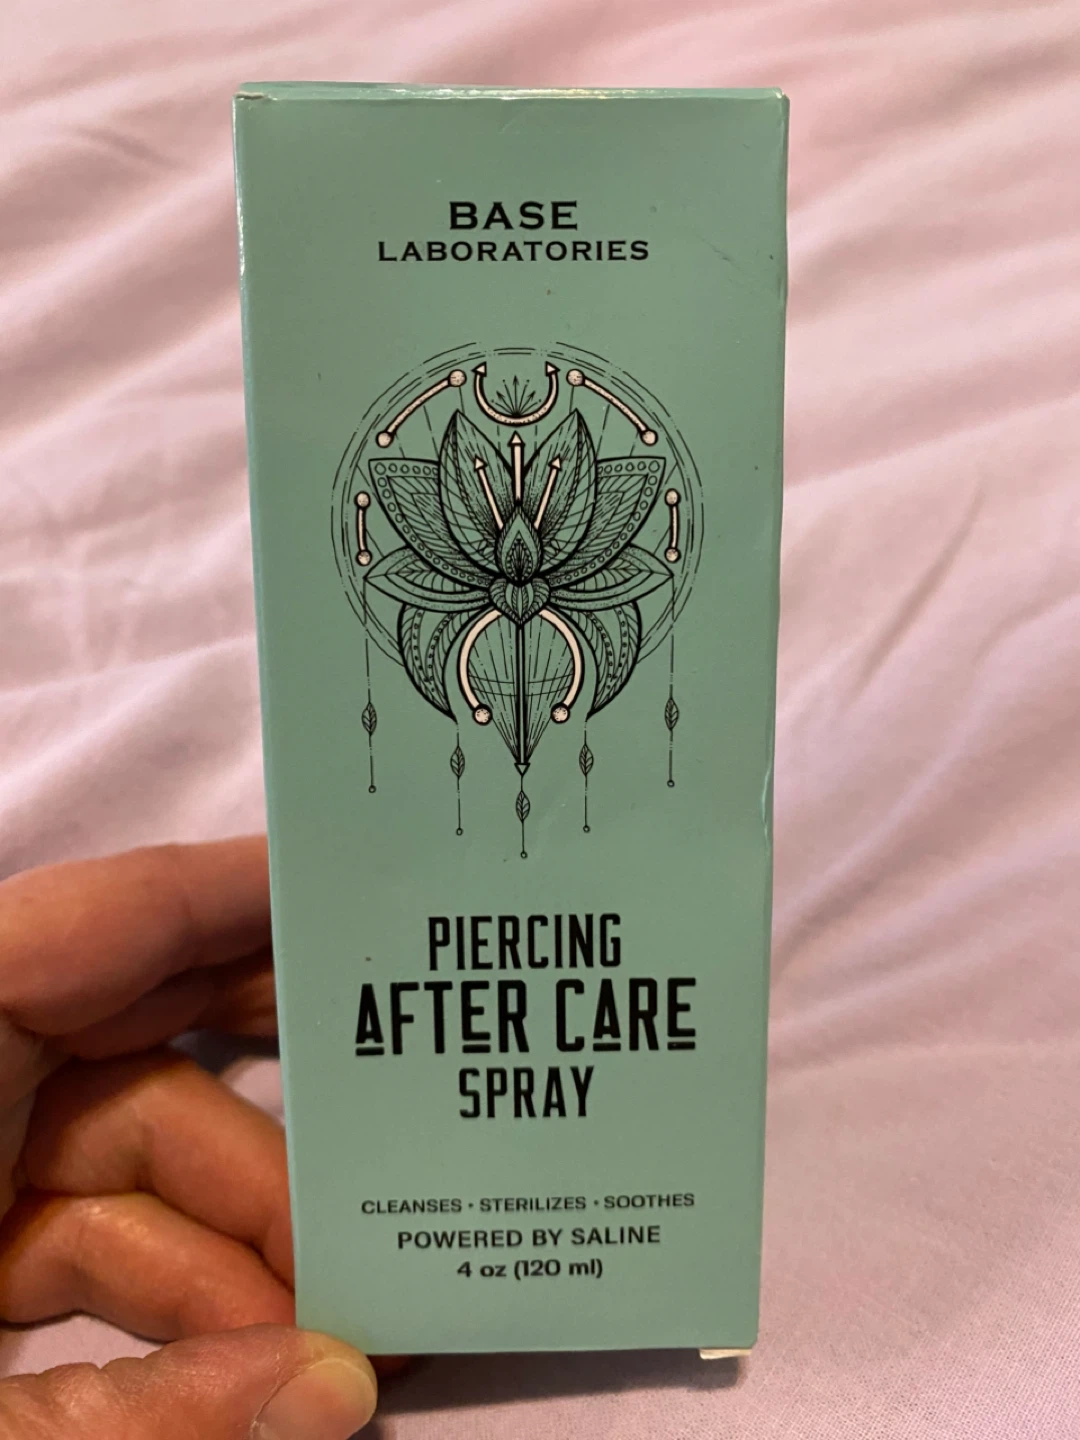 BASE
LABORATORIES
PIERCING
AFTER CARE
SPRAY
CLEANSES • STERILIZES • SOOTHES
POWERED BY SALINE
4 oz (120 ml)